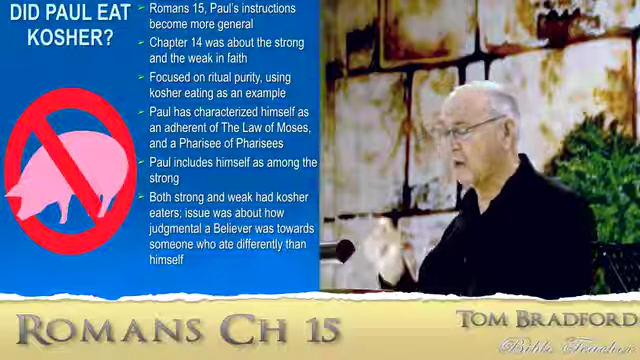 DID PAUL EAT
KOSHER?
Romans 15, Paul's instructions
become more general
Chapter 14 was about the strong
and the weak in faith
Focused on ritual purity, using
kosher eating as an example
Paul has characterized himself as
an adherent of The Law of Moses,
and a Pharisee of Pharisees
Paul includes himself as among the
strong
Both strong and weak had kosher
eaters; issue was about how
judgmental a Believer was towards
someone who ate differently than
himself
ROMANS CH 15
TOM BRADFORD
Bible Teacher